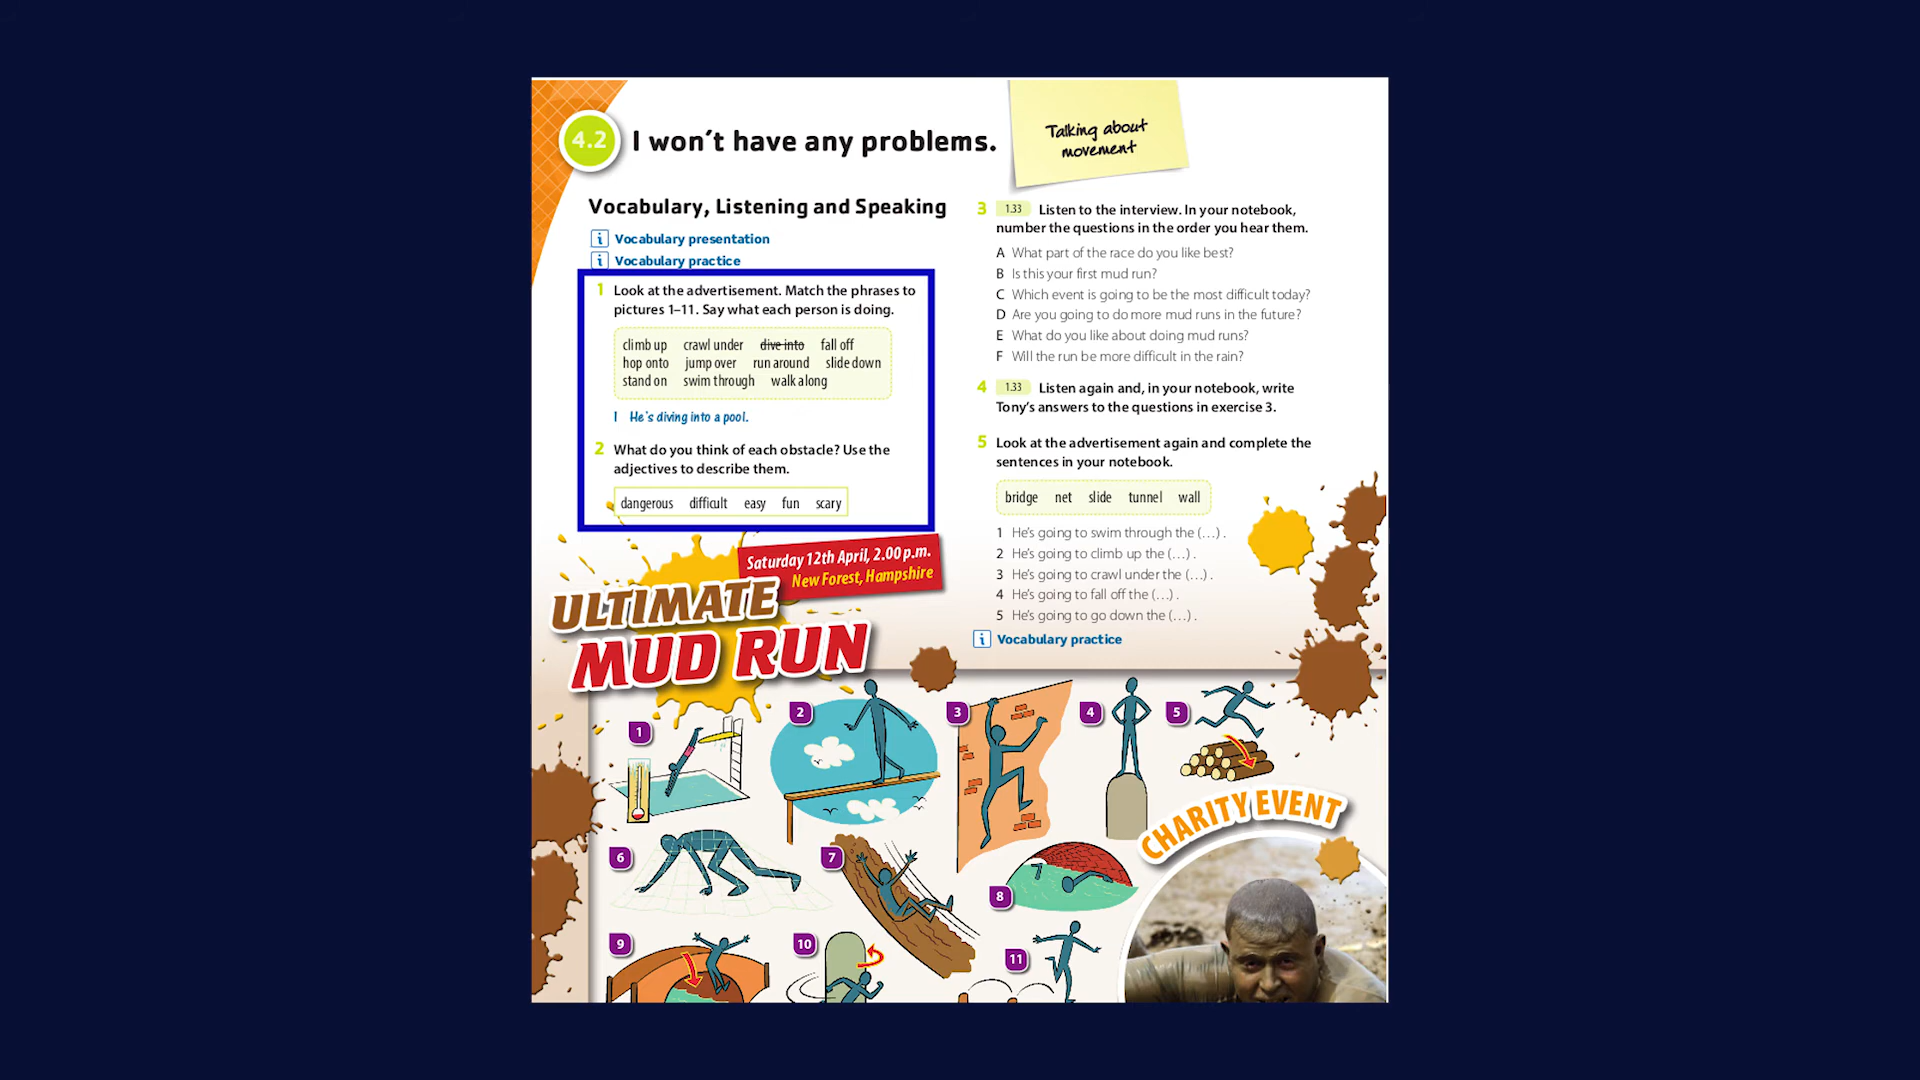 4.2 I won't have any problems.
Talking about
movement
Vocabulary, Listening and Speaking
i Vocabulary presentation
i Vocabulary practice
1 Look at the advertisement. Match the phrases to
pictures 1–11. Say what each person is doing.
climb up crawl under dive into fall off
hop onto jump over run around slide down
stand on swim through walk along
1 He's diving into a pool.
2 What do you think of each obstacle? Use the
adjectives to describe them.
dangerous difficult easy fun scary
3 1.33 Listen to the interview. In your notebook,
number the questions in the order you hear them.
A What part of the race do you like best?
B Is this your first mud run?
C Which event is going to be the most difficult today?
D Are you going to do more mud runs in the future?
E What do you like about doing mud runs?
F Will the run be more difficult in the rain?
4 1.33 Listen again and, in your notebook, write
Tony's answers to the questions in exercise 3.
5 Look at the advertisement again and complete the
sentences in your notebook.
bridge net slide tunnel wall
1 He's going to swim through the (…) .
2 He's going to climb up the (…) .
3 He's going to crawl under the (…) .
4 He's going to fall off the (…) .
5 He's going to go down the (…) .
i Vocabulary practice
Saturday 12th April, 2.00 p.m.
New Forest, Hampshire
ULTIMATE
MUD RUN
1
2
3
4
5
CHARITY EVENT
6
7
8
9
10
11